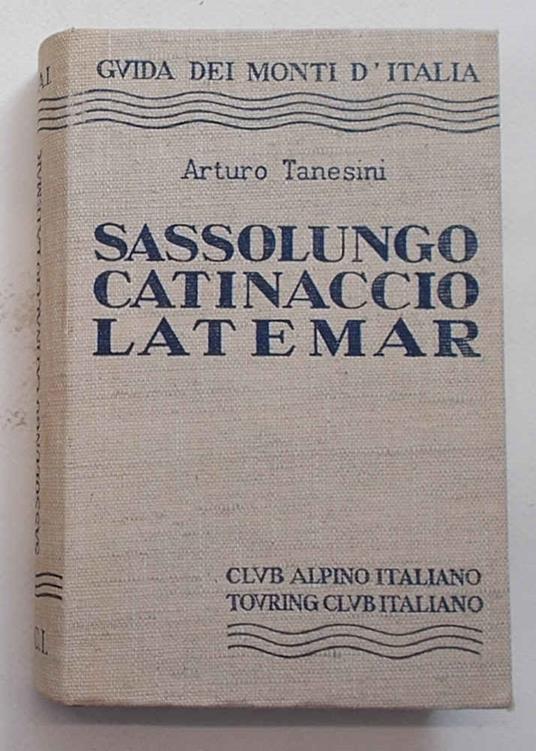 GVIDA DEI MONTI D'ITALIA
Arturo Tanesini
SASSOLUNGO
CATINACCIO
LATEMAR
CLVB ALPINO ITALIANO
TOVRING CLVB ITALIANO
SASSOLUNGO CATINACCIO LATEMAR